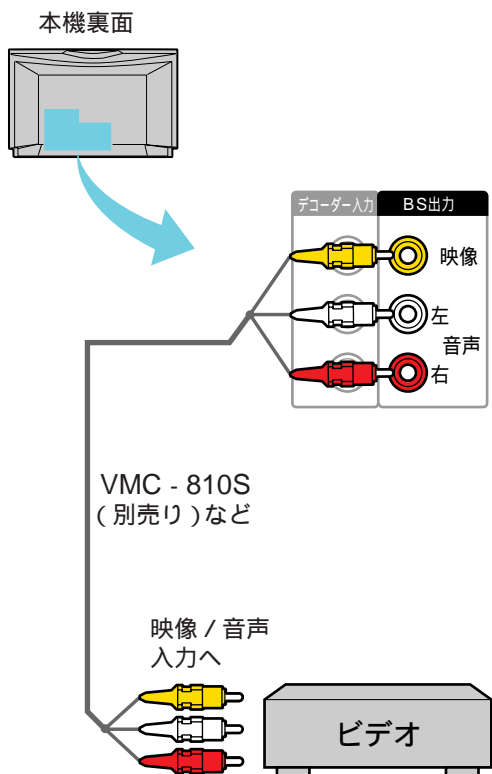 本機裏面
デコーダー入力
BS出力
映像
左
音声
右
VMC - 810S
( 別売り ) など
映像 / 音声
入力へ
ビデオ